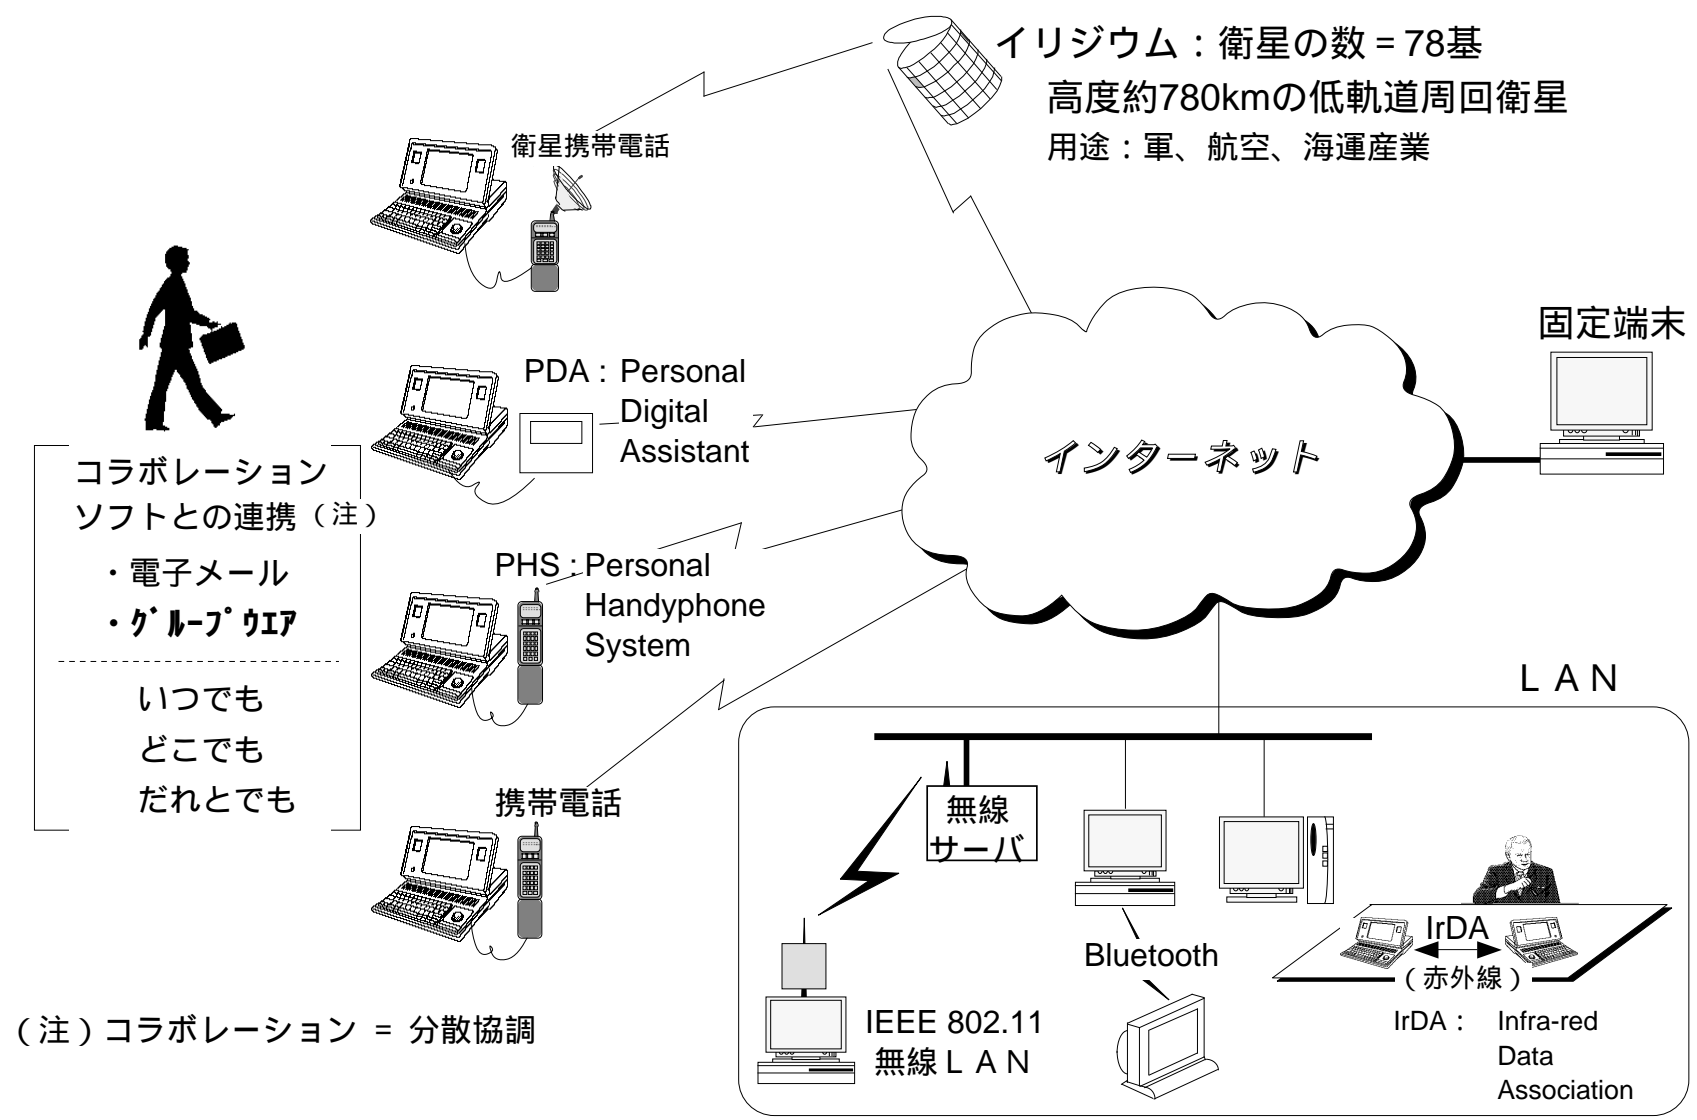 イリジウム：衛星の数 = 78基
高度約780kmの低軌道周回衛星
用途：軍、航空、海運産業
衛星携帯電話
固定端末
PDA : Personal
Digital
Assistant
インターネット
コラボレーション
ソフトとの連携（注）
・電子メール
・ｸﾞﾙｰﾌﾟｳｴｱ
いつでも
どこでも
だれとでも
PHS : Personal
Handyphone
System
携帯電話
ＬＡＮ
無線
サーバ
Bluetooth
IrDA
（赤外線）
IEEE 802.11
無線ＬＡＮ
IrDA : Infra-red
Data
Association
（注）コラボレーション = 分散協調